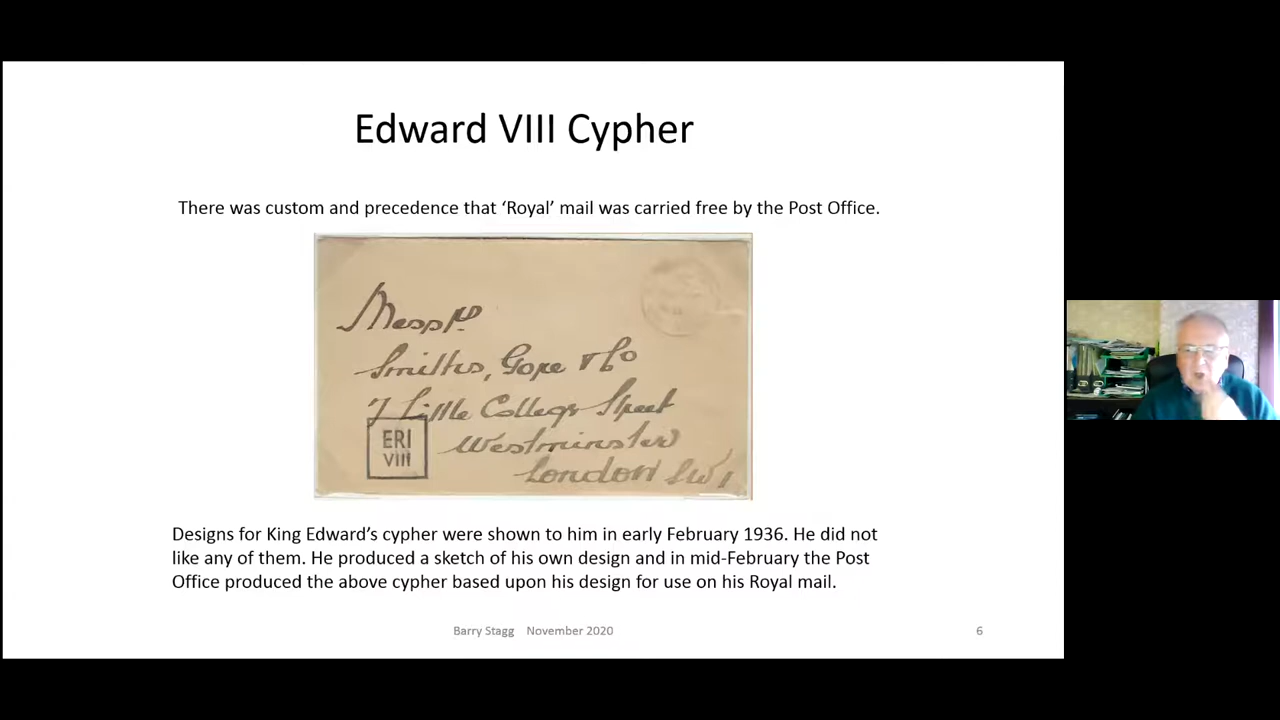 Edward VIII Cypher
There was custom and precedence that ‘Royal’ mail was carried free by the Post Office.
Messrs
Smiths, Gore & Co
7 Little College Street
ERI
VIII
Westminster
London SW1
Designs for King Edward’s cypher were shown to him in early February 1936. He did not
like any of them. He produced a sketch of his own design and in mid-February the Post
Office produced the above cypher based upon his design for use on his Royal mail.
Barry Stagg November 2020
6